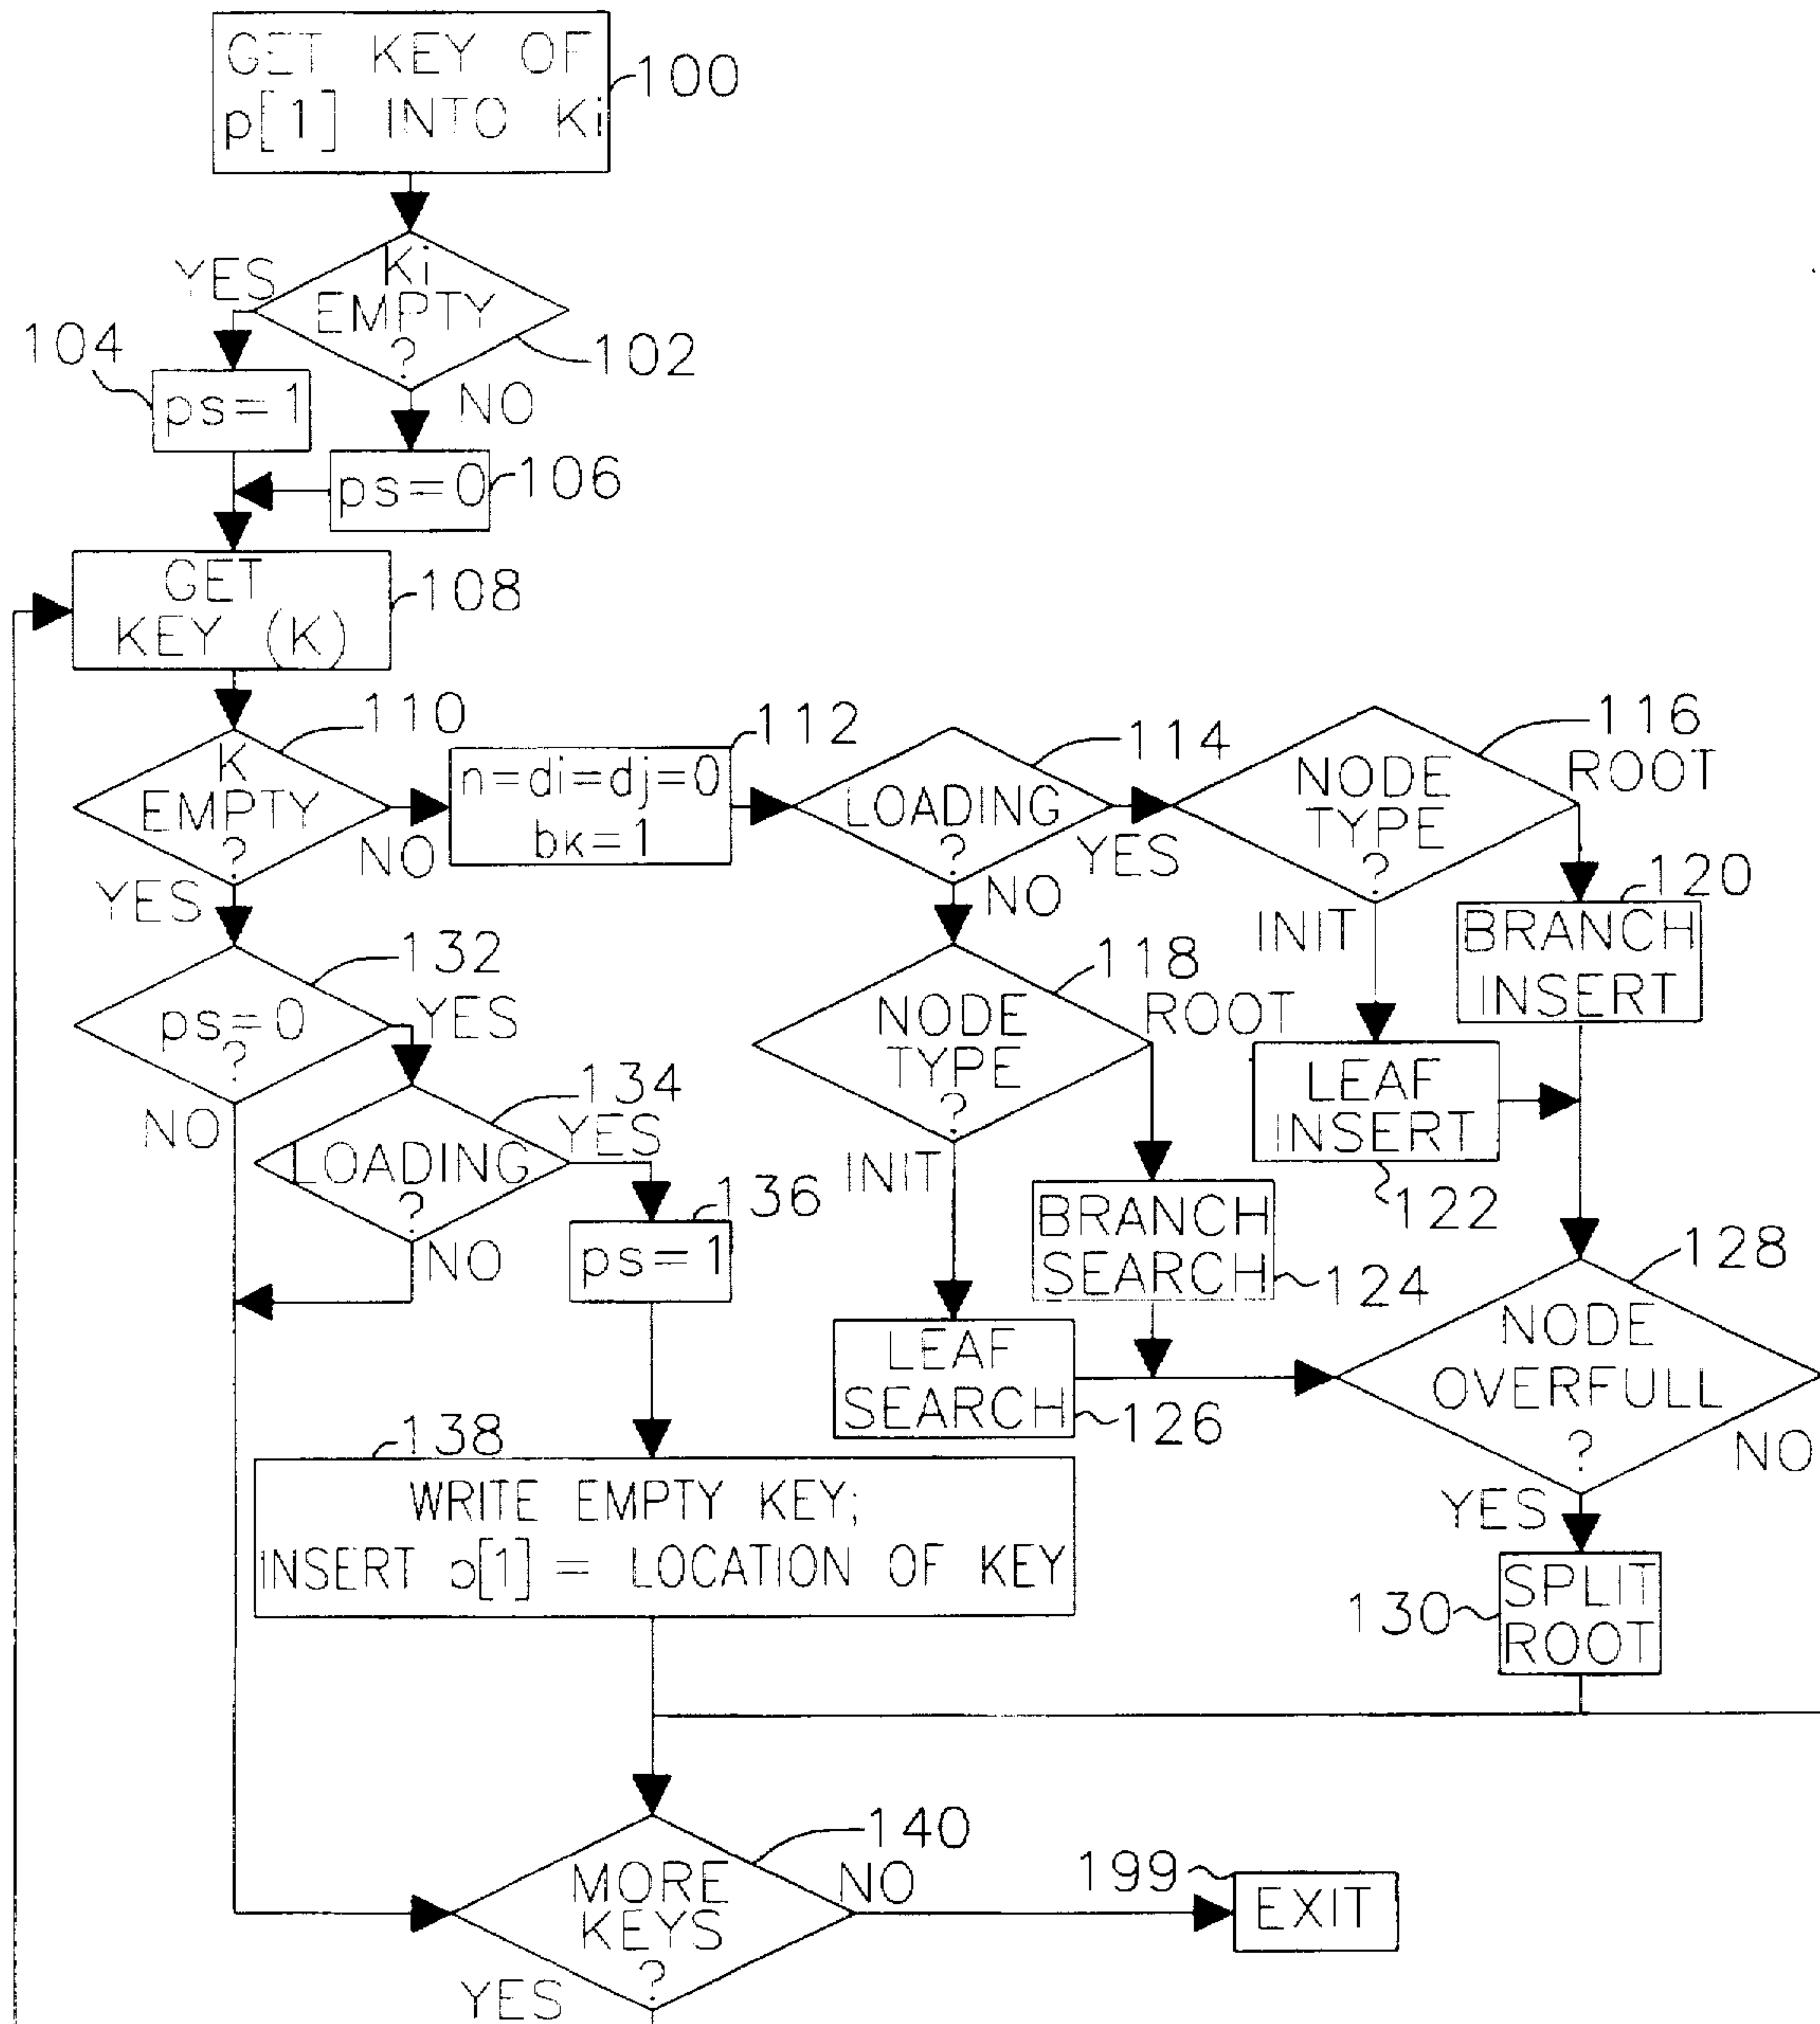 GET KEY OF
p[1] INTO Ki
100
Ki
EMPTY
?
YES
102
104
ps=1
NO
ps=0
106
GET
KEY (K)
108
110
K
EMPTY
?
NO
YES
112
n=di=dj=0
bk=1
114
LOADING
?
YES
NO
116
NODE
TYPE
?
ROOT
INIT
120
BRANCH
INSERT
118
NODE
TYPE
?
ROOT
INIT
LEAF
INSERT
122
132
ps=0
?
YES
NO
134
LOADING
?
YES
NO
136
ps=1
BRANCH
SEARCH
124
LEAF
SEARCH
126
128
NODE
OVERFULL
?
NO
YES
138
WRITE EMPTY KEY;
INSERT p[1] = LOCATION OF KEY
130
SPLIT
ROOT
140
MORE
KEYS
?
NO
YES
199
EXIT